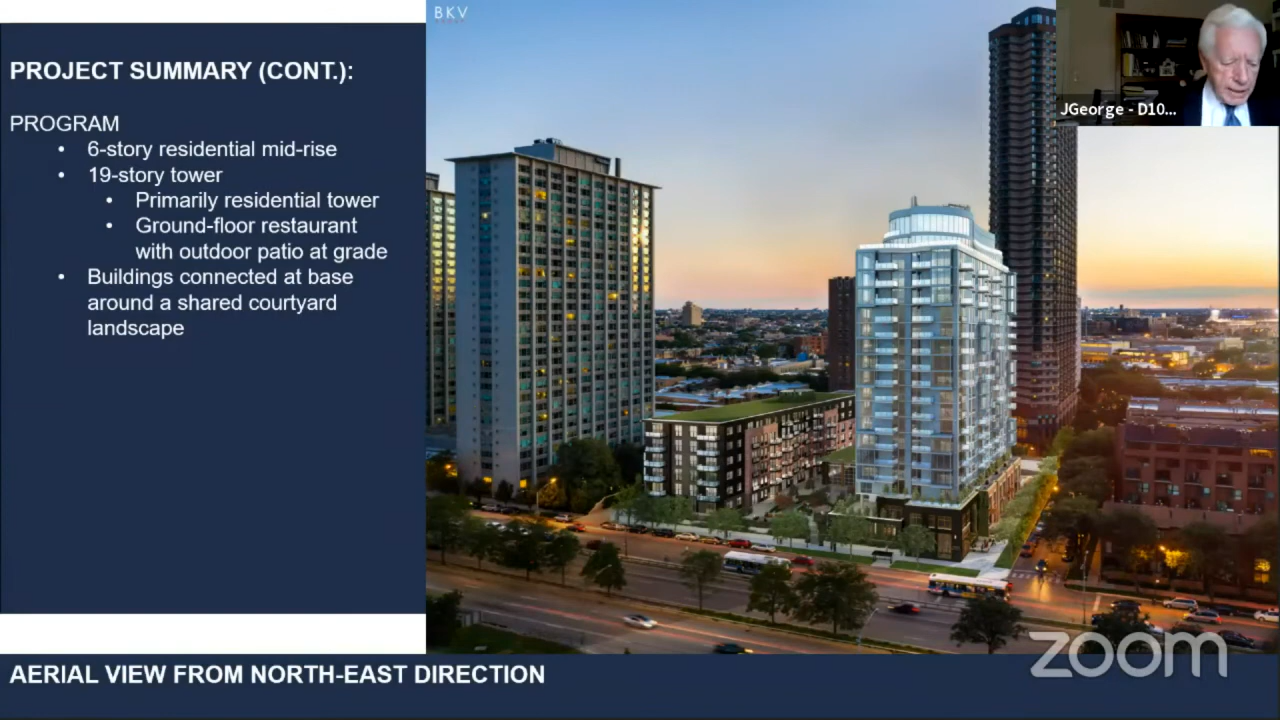 BKV
PROJECT SUMMARY (CONT.):
JGeorge - D10...
PROGRAM
• 6-story residential mid-rise
• 19-story tower
• Primarily residential tower
• Ground-floor restaurant
with outdoor patio at grade
• Buildings connected at base
around a shared courtyard
landscape
zoom
AERIAL VIEW FROM NORTH-EAST DIRECTION